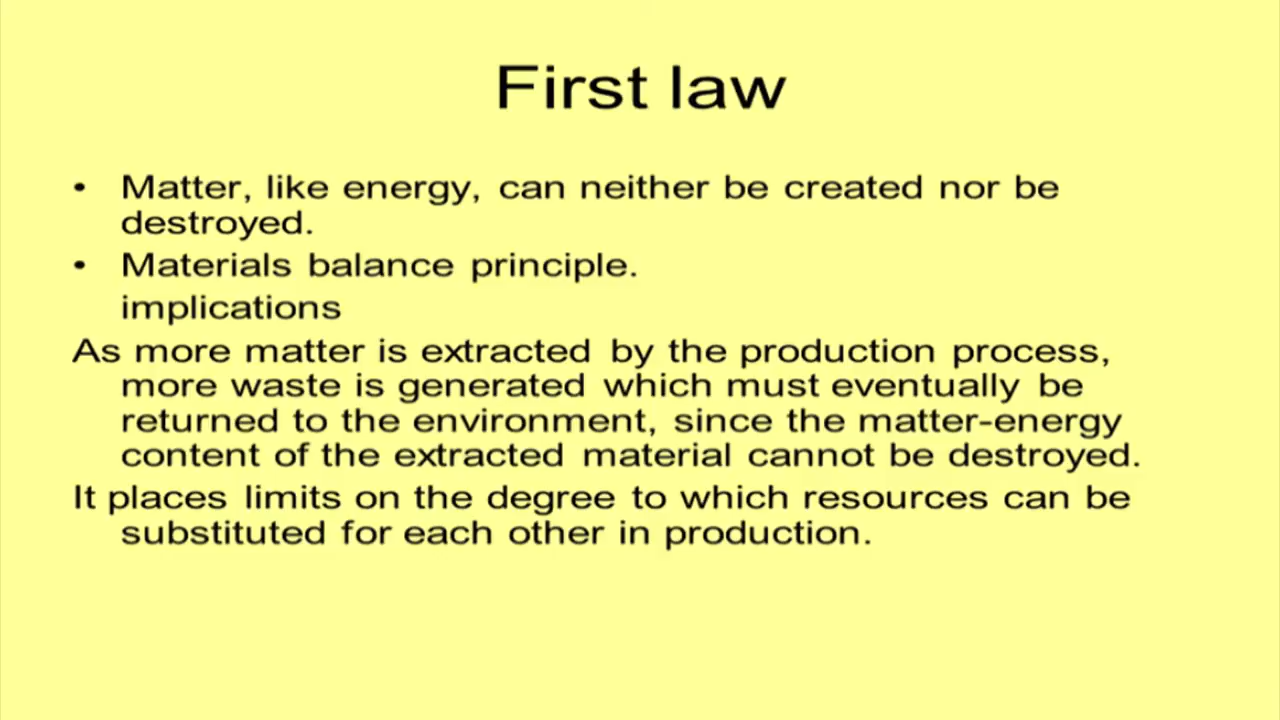 First law
• Matter, like energy, can neither be created nor be
destroyed.
• Materials balance principle.
implications
As more matter is extracted by the production process,
more waste is generated which must eventually be
returned to the environment, since the matter-energy
content of the extracted material cannot be destroyed.
It places limits on the degree to which resources can be
substituted for each other in production.